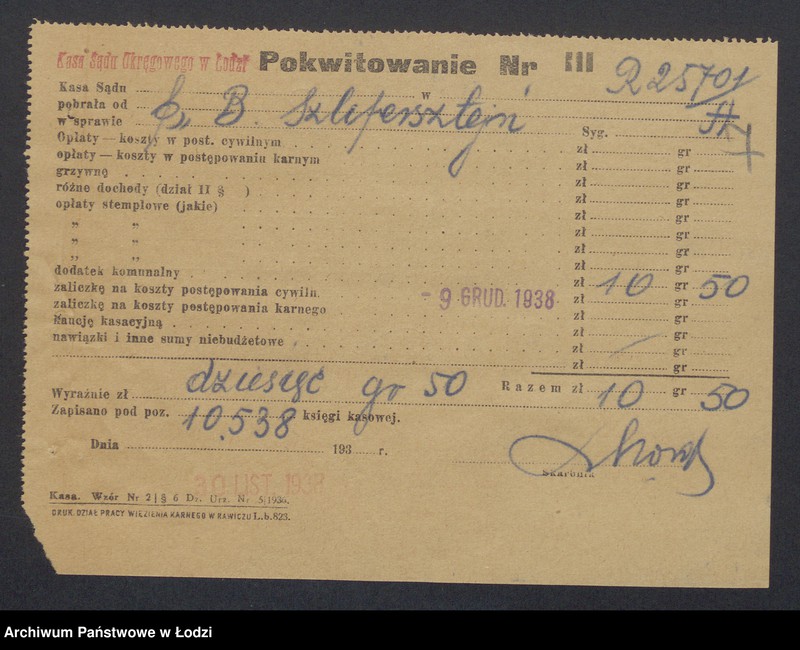 Kasa Sądu Okręgowego w Łodzi Pokwitowanie Nr III R 25701
Kasa Sądu w
pobrała od B. Szlifersztejn
w sprawie Syg.
Opłaty — koszty w post. cywilnym zł gr
opłaty — koszty w postępowaniu karnym zł gr
grzywnę zł gr
różne dochody (dział II § ) zł gr
opłaty stemplowe (jakie) zł gr
„ „ zł gr
„ „ zł gr
„ „ zł gr
dodatek komunalny zł 10 gr 50
zaliczkę na koszty postępowania cywiln. - 9 GRUD. 1938 zł gr
zaliczkę na koszty postępowania karnego zł gr
kaucję kasacyjną zł gr
nawiązki i inne sumy niebudżetowe zł gr
zł gr
Wyraźnie zł dziesięć gr 50 Razem zł 10 gr 50
Zapisano pod poz. 10.538 księgi kasowej.
Dnia 193 r.
Skarbnik
30 LIST 1938
Kasa. Wzór Nr 2 | § 6 Dz. Urz. Nr 5|1936.
DRUK. DZIAŁ PRACY WIĘZIENIA KARNEGO W RAWICZU L.b.823.
Archiwum Państwowe w Łodzi